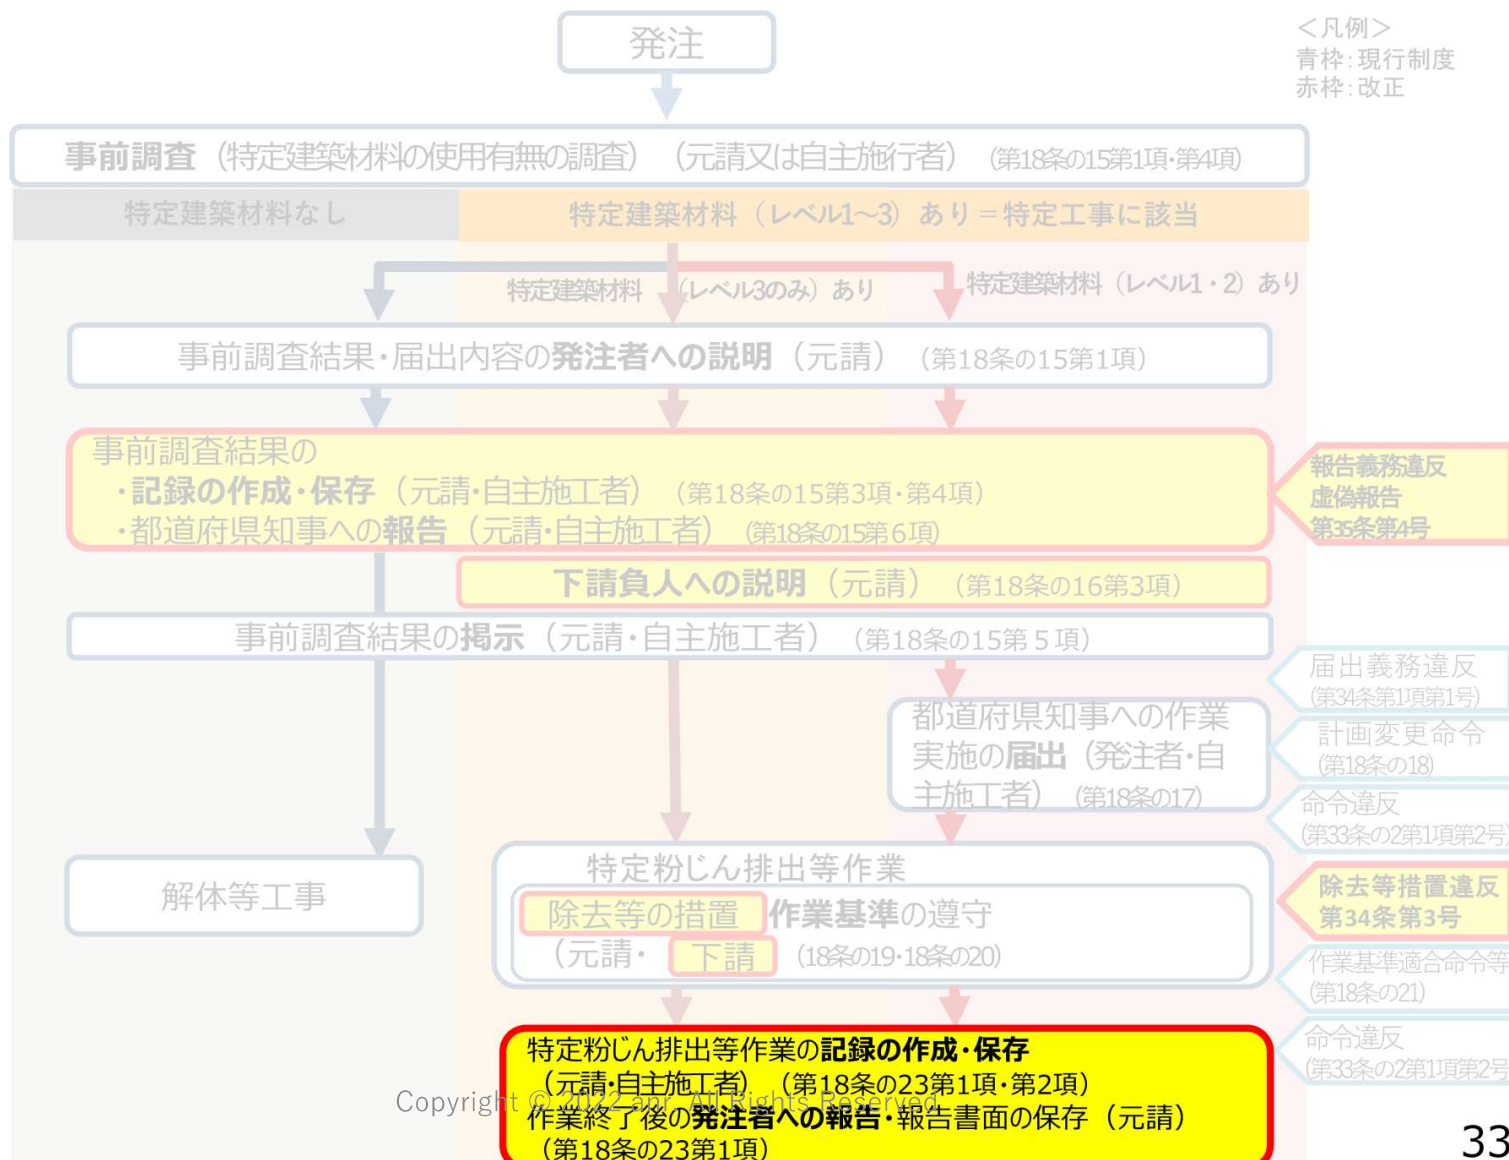 発注
＜凡例＞
青枠：現行制度
赤枠：改正
事前調査（特定建築材料の使用有無の調査）（元請又は自主施行者）（第18条の15第1項・第4項）
特定建築材料なし
特定建築材料（レベル1～3）あり＝特定工事に該当
特定建築材料（レベル3のみ）あり
特定建築材料（レベル1・2）あり
事前調査結果・届出内容の発注者への説明（元請）（第18条の15第1項）
事前調査結果の
・記録の作成・保存（元請・自主施工者）（第18条の15第3項・第4項）
・都道府県知事への報告（元請・自主施工者）（第18条の15第６項）
報告義務違反
虚偽報告
第35条第4号
下請負人への説明（元請）（第18条の16第3項）
事前調査結果の掲示（元請・自主施工者）（第18条の15第５項）
都道府県知事への作業
実施の届出（発注者・自
主施工者）（第18条の17）
届出義務違反
(第34条第1項第1号)
計画変更命令
(第18条の18)
命令違反
(第33条の2第1項第2号)
解体等工事
特定粉じん排出等作業
除去等の措置 作業基準の遵守
（元請・ 下請 （18条の19・18条の20）
除去等措置違反
第34条第3号
作業基準適合命令等
(第18条の21)
命令違反
(第33条の2第1項第2号
特定粉じん排出等作業の記録の作成・保存
（元請・自主施工者）（第18条の23第1項・第2項）
Copyright © 2022 anr. All Rights Reserved
作業終了後の発注者への報告・報告書面の保存（元請）
（第18条の23第1項）
33